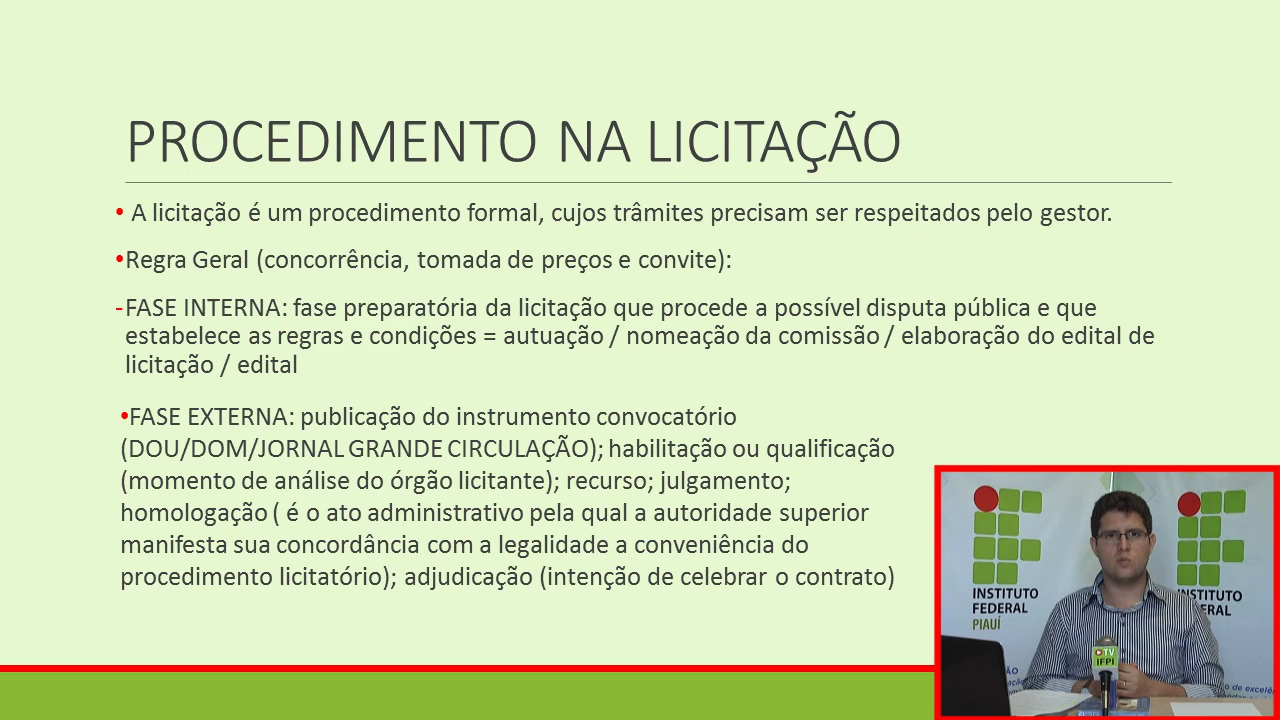 PROCEDIMENTO NA LICITAÇÃO
• A licitação é um procedimento formal, cujos trâmites precisam ser respeitados pelo gestor.
•Regra Geral (concorrência, tomada de preços e convite):
-FASE INTERNA: fase preparatória da licitação que procede a possível disputa pública e que
estabelece as regras e condições = autuação / nomeação da comissão / elaboração do edital de
licitação / edital
•FASE EXTERNA: publicação do instrumento convocatório
(DOU/DOM/JORNAL GRANDE CIRCULAÇÃO); habilitação ou qualificação
(momento de análise do órgão licitante); recurso; julgamento;
homologação ( é o ato administrativo pela qual a autoridade superior
manifesta sua concordância com a legalidade a conveniência do
procedimento licitatório); adjudicação (intenção de celebrar o contrato)
INSTITUTO
FEDERAL
PIAUÍ
INSTITUTO
TV
IFPI